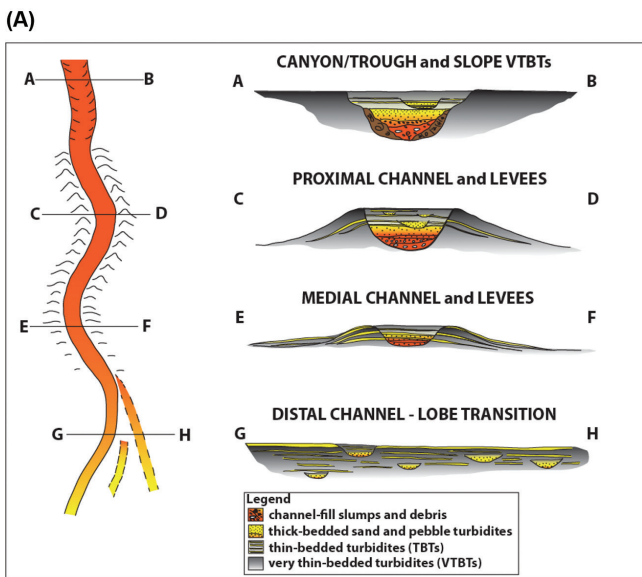 (A)
CANYON/TROUGH and SLOPE VTBTs
A B
A B
PROXIMAL CHANNEL and LEVEES
C D
C D
MEDIAL CHANNEL and LEVEES
E F
E F
DISTAL CHANNEL - LOBE TRANSITION
G H
G H
Legend
channel-fill slumps and debris
thick-bedded sand and pebble turbidites
thin-bedded turbidites (TBTs)
very thin-bedded turbidites (VTBTs)